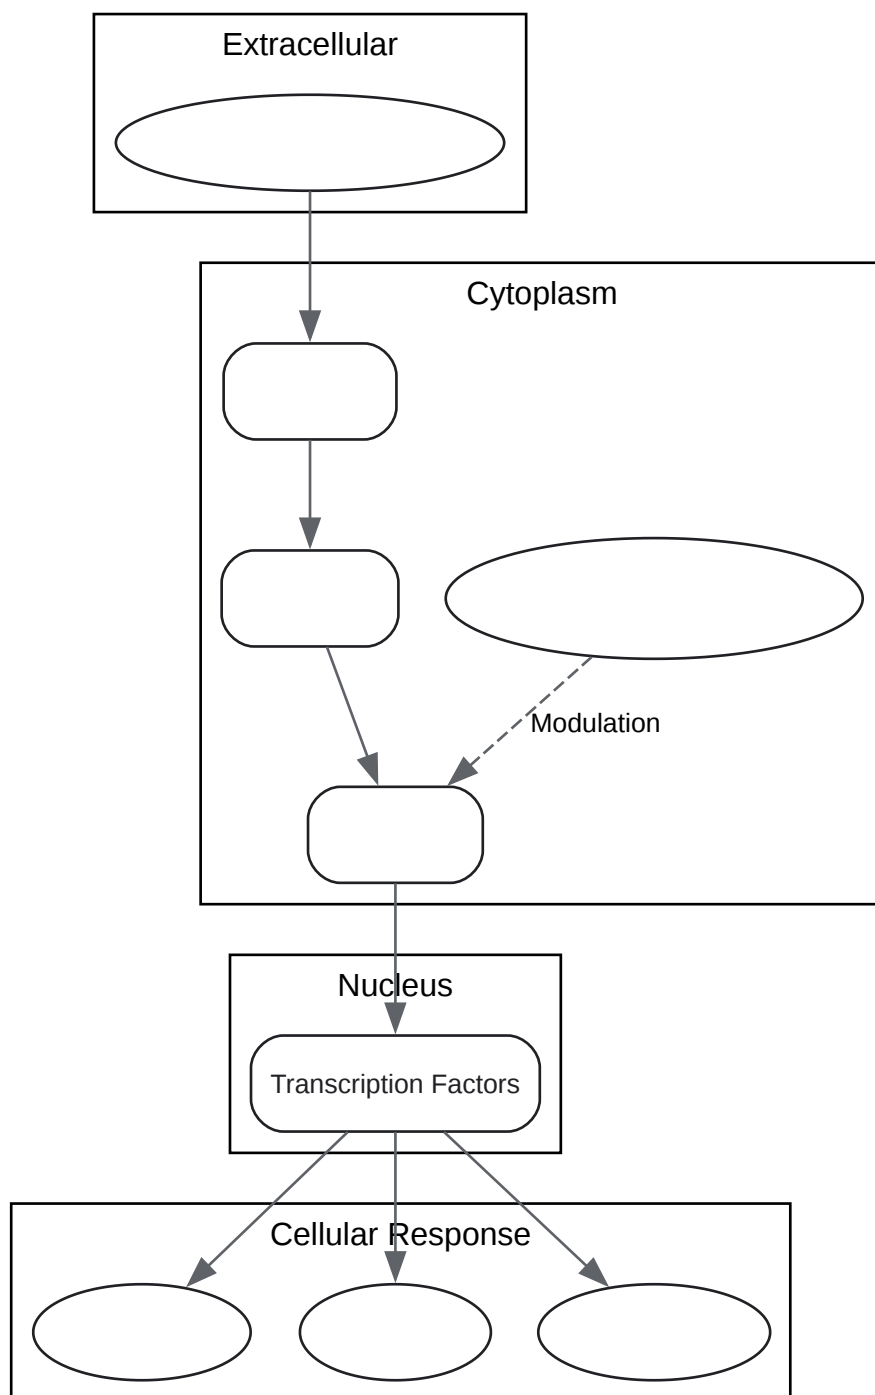 Extracellular
Cytoplasm
Modulation
Nucleus
Transcription Factors
Cellular Response